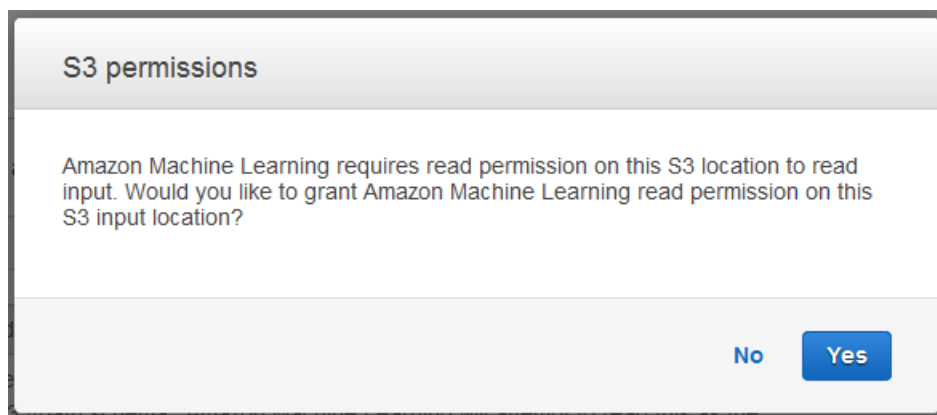 S3 permissions
Amazon Machine Learning requires read permission on this S3 location to read
input. Would you like to grant Amazon Machine Learning read permission on this
S3 input location?
No
Yes